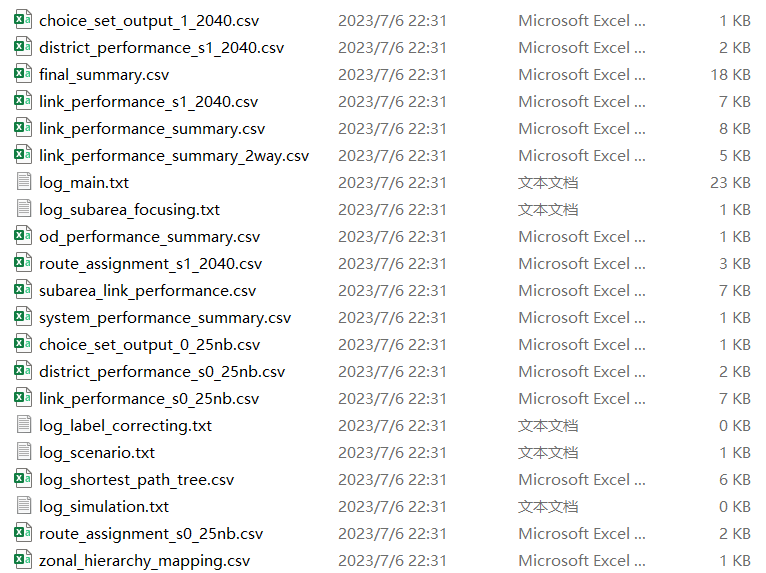 choice_set_output_1_2040.csv 2023/7/6 22:31 Microsoft Excel ... 1 KB
district_performance_s1_2040.csv 2023/7/6 22:31 Microsoft Excel ... 2 KB
final_summary.csv 2023/7/6 22:31 Microsoft Excel ... 18 KB
link_performance_s1_2040.csv 2023/7/6 22:31 Microsoft Excel ... 7 KB
link_performance_summary.csv 2023/7/6 22:31 Microsoft Excel ... 8 KB
link_performance_summary_2way.csv 2023/7/6 22:31 Microsoft Excel ... 5 KB
log_main.txt 2023/7/6 22:31 文本文档 23 KB
log_subarea_focusing.txt 2023/7/6 22:31 文本文档 1 KB
od_performance_summary.csv 2023/7/6 22:31 Microsoft Excel ... 1 KB
route_assignment_s1_2040.csv 2023/7/6 22:31 Microsoft Excel ... 3 KB
subarea_link_performance.csv 2023/7/6 22:31 Microsoft Excel ... 7 KB
system_performance_summary.csv 2023/7/6 22:31 Microsoft Excel ... 1 KB
choice_set_output_0_25nb.csv 2023/7/6 22:31 Microsoft Excel ... 1 KB
district_performance_s0_25nb.csv 2023/7/6 22:31 Microsoft Excel ... 2 KB
link_performance_s0_25nb.csv 2023/7/6 22:31 Microsoft Excel ... 7 KB
log_label_correcting.txt 2023/7/6 22:31 文本文档 0 KB
log_scenario.txt 2023/7/6 22:31 文本文档 1 KB
log_shortest_path_tree.csv 2023/7/6 22:31 Microsoft Excel ... 6 KB
log_simulation.txt 2023/7/6 22:31 文本文档 0 KB
route_assignment_s0_25nb.csv 2023/7/6 22:31 Microsoft Excel ... 2 KB
zonal_hierarchy_mapping.csv 2023/7/6 22:31 Microsoft Excel ... 1 KB